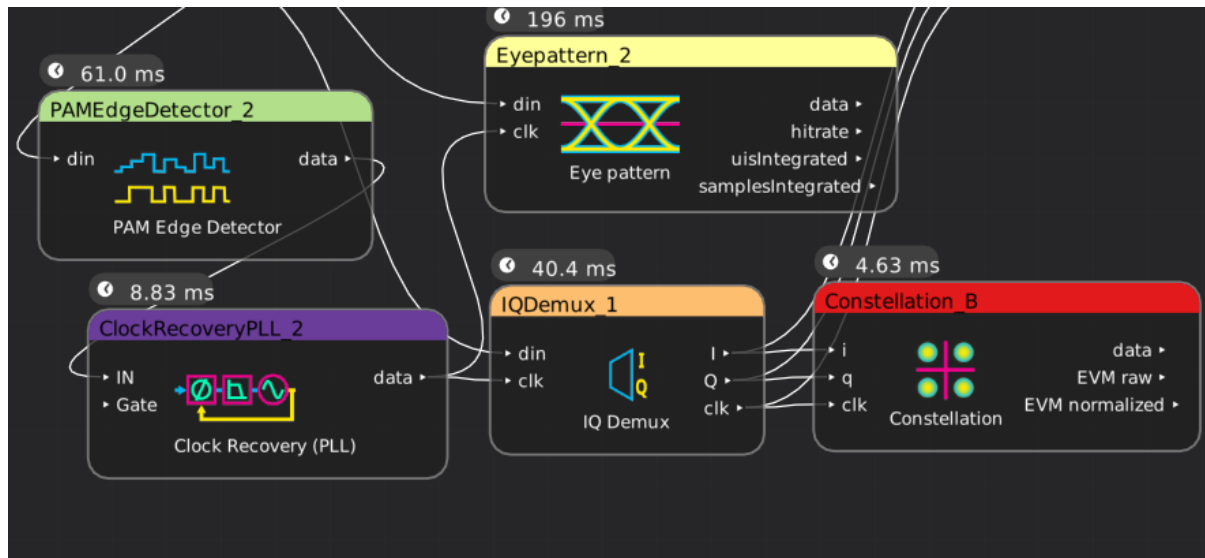 196 ms
Eyepattern_2
din
clk
Eye pattern
data
hitrate
uisIntegrated
samplesIntegrated
61.0 ms
PAMEdgeDetector_2
din
data
PAM Edge Detector
8.83 ms
ClockRecoveryPLL_2
IN
Gate
data
Clock Recovery (PLL)
40.4 ms
IQDemux_1
din
clk
I
Q
I
Q
clk
IQ Demux
4.63 ms
Constellation_B
i
q
clk
Constellation
data
EVM raw
EVM normalized